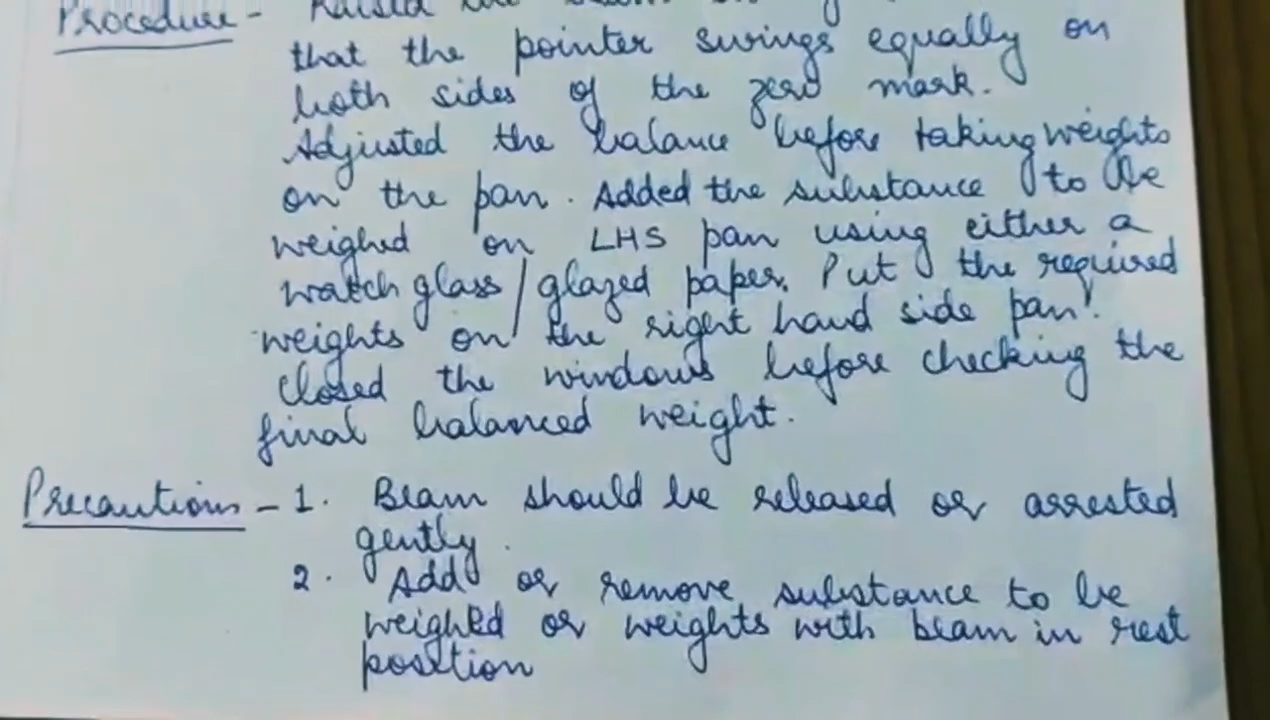 Procedure - Raised the beam
that the pointer swings equally on
both sides of the zero mark.
Adjusted the balance before taking weights
on the pan. Added the substance to be
weighed on LHS pan using either a
watch glass/glazed paper. Put the required
weights on the right hand side pan.
Closed the windows before checking the
final balanced weight.
Precautions - 1. Beam should be released or arrested
gently.
2. Add or remove substance to be
weighed or weights with beam in rest
position